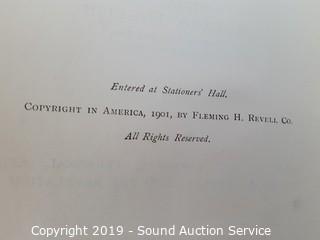 Entered at Stationers' Hall.
COPYRIGHT IN AMERICA, 1901, BY FLEMING H. REVELL CO.
All Rights Reserved.
Copyright 2019 - Sound Auction Service